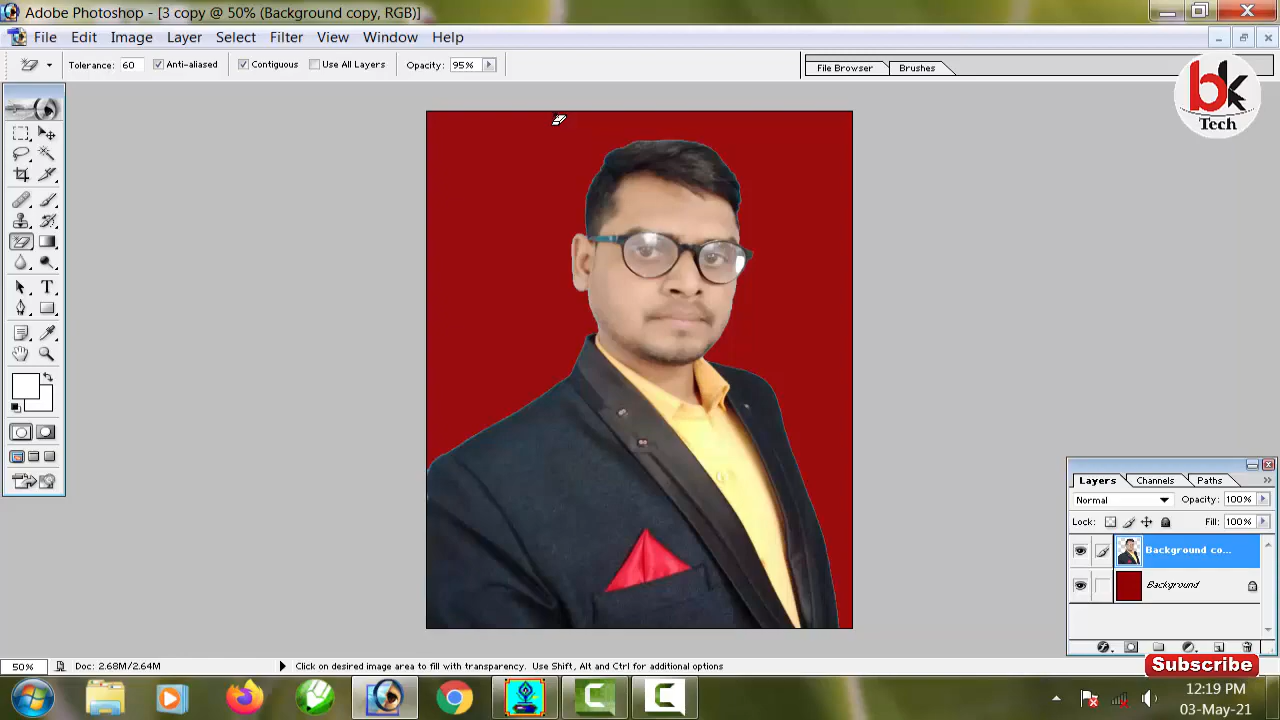 Adobe Photoshop - [3 copy @ 50% (Background copy, RGB)]
File Edit Image Layer Select Filter View Window Help
Tolerance: 60 Anti-aliased Contiguous Use All Layers Opacity: 95% File Browser Brushes
bk
Tech
T
Layers Channels Paths
Normal Opacity: 100%
Lock: Fill: 100%
Background co...
Background
50% Doc: 2.68M/2.64M Click on desired image area to fill with transparency. Use Shift, Alt and Ctrl for additional options
Subscribe
12:19 PM
03-May-21